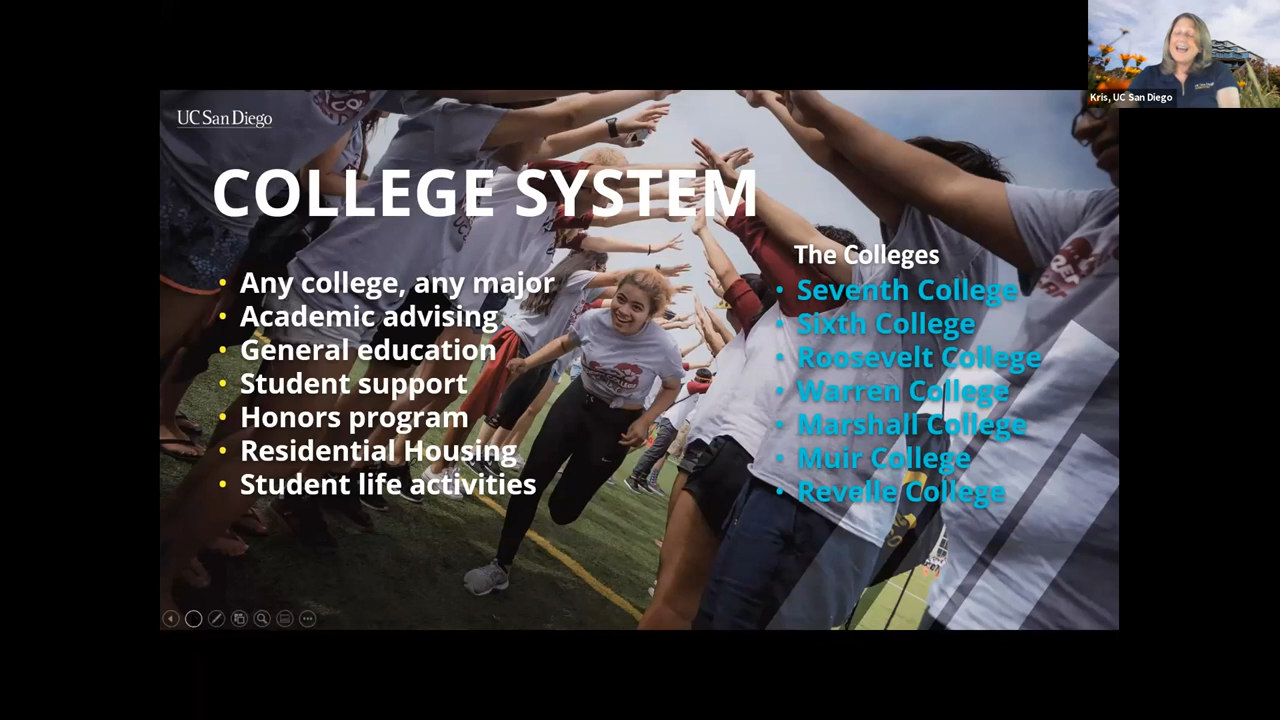 Kris, UC San Diego
UC San Diego
COLLEGE SYSTEM
• Any college, any major
• Academic advising
• General education
• Student support
• Honors program
• Residential Housing
• Student life activities
The Colleges
• Seventh College
• Sixth College
• Roosevelt College
• Warren College
• Marshall College
• Muir College
• Revelle College